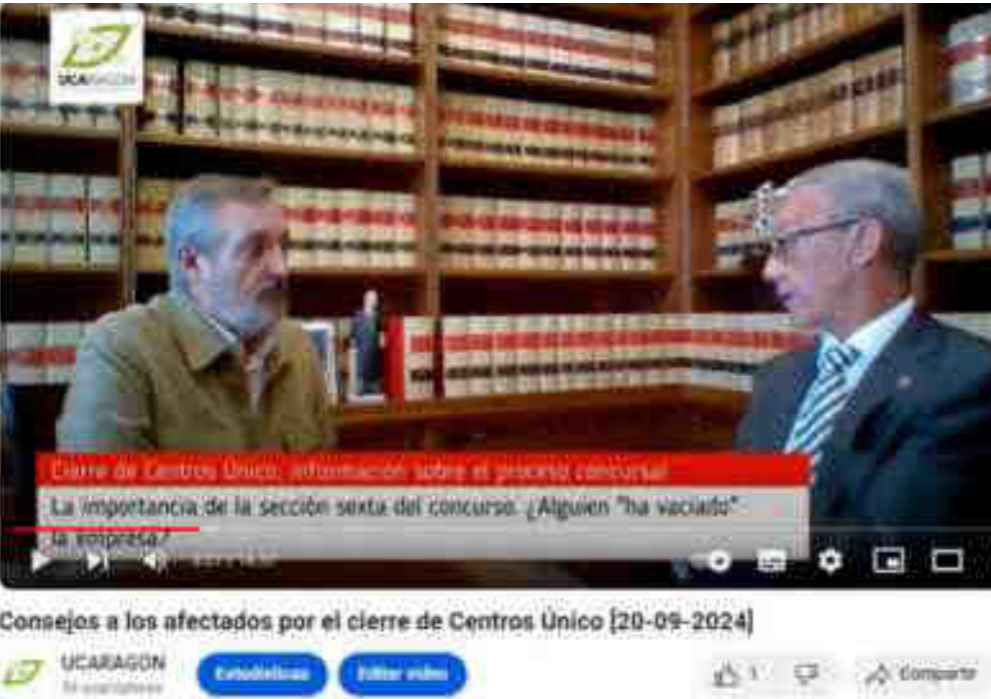 UCARAGÓN
Cierre de Centros Único: información sobre el proceso concursal
La importancia de la sección sexta del concurso. ¿Alguien "ha vaciado"
la empresa?
Consejos a los afectados por el cierre de Centros Único [20-09-2024]
UCARAGÓN
Estadísticas
Editar vídeo
1
Compartir